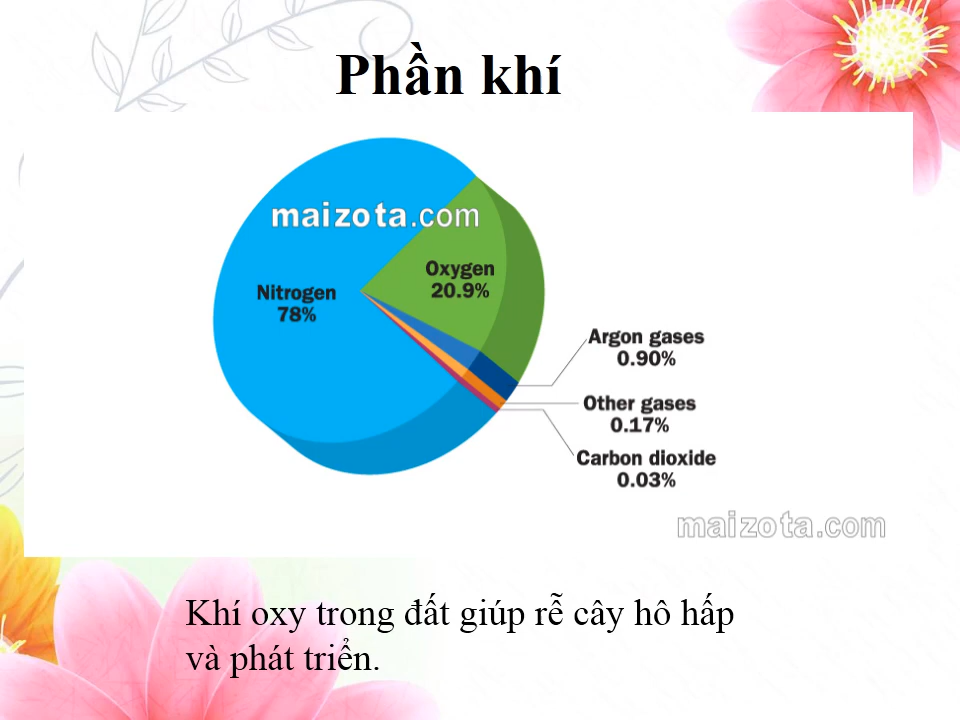 Phần khí
maizota.com
Nitrogen
78%
Oxygen
20.9%
Argon gases
0.90%
Other gases
0.17%
Carbon dioxide
0.03%
maizota.com
Khí oxy trong đất giúp rễ cây hô hấp
và phát triển.